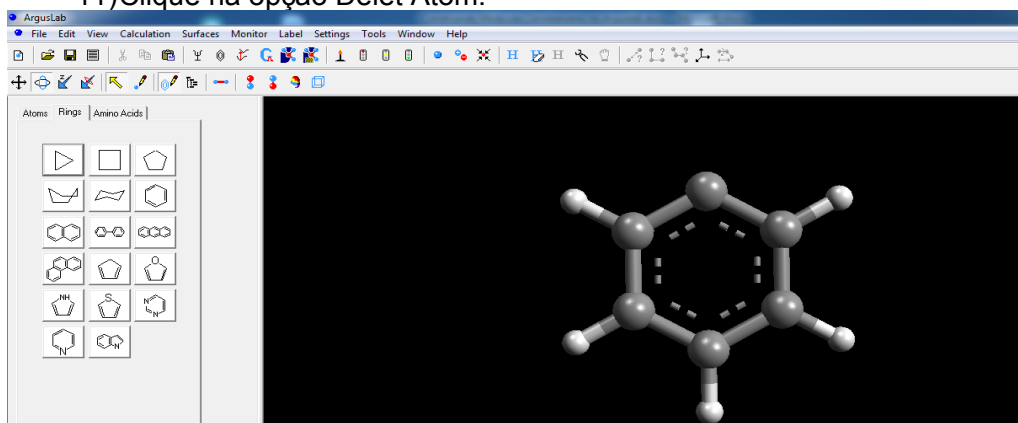 11)Clique na opção Delet Atom.
ArgusLab
File Edit View Calculation Surfaces Monitor Label Settings Tools Window Help
Atoms Rings Amino Acids
O
NH S N N
N N